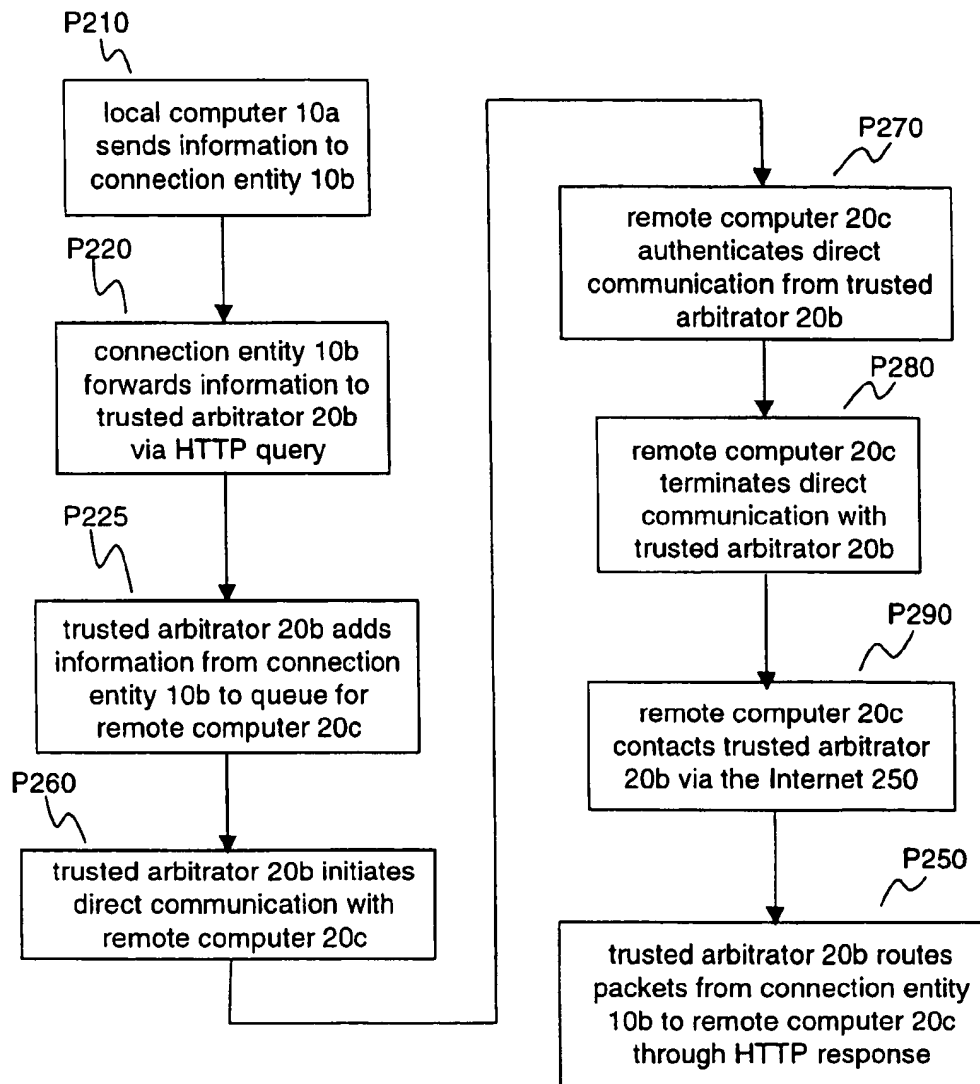 P210
local computer 10a
sends information to
connection entity 10b
P220
connection entity 10b
forwards information to
trusted arbitrator 20b
via HTTP query
P225
trusted arbitrator 20b adds
information from connection
entity 10b to queue for
remote computer 20c
P260
trusted arbitrator 20b initiates
direct communication with
remote computer 20c
P270
remote computer 20c
authenticates direct
communication from trusted
arbitrator 20b
P280
remote computer 20c
terminates direct
communication with
trusted arbitrator 20b
P290
remote computer 20c
contacts trusted arbitrator
20b via the Internet 250
P250
trusted arbitrator 20b routes
packets from connection entity
10b to remote computer 20c
through HTTP response